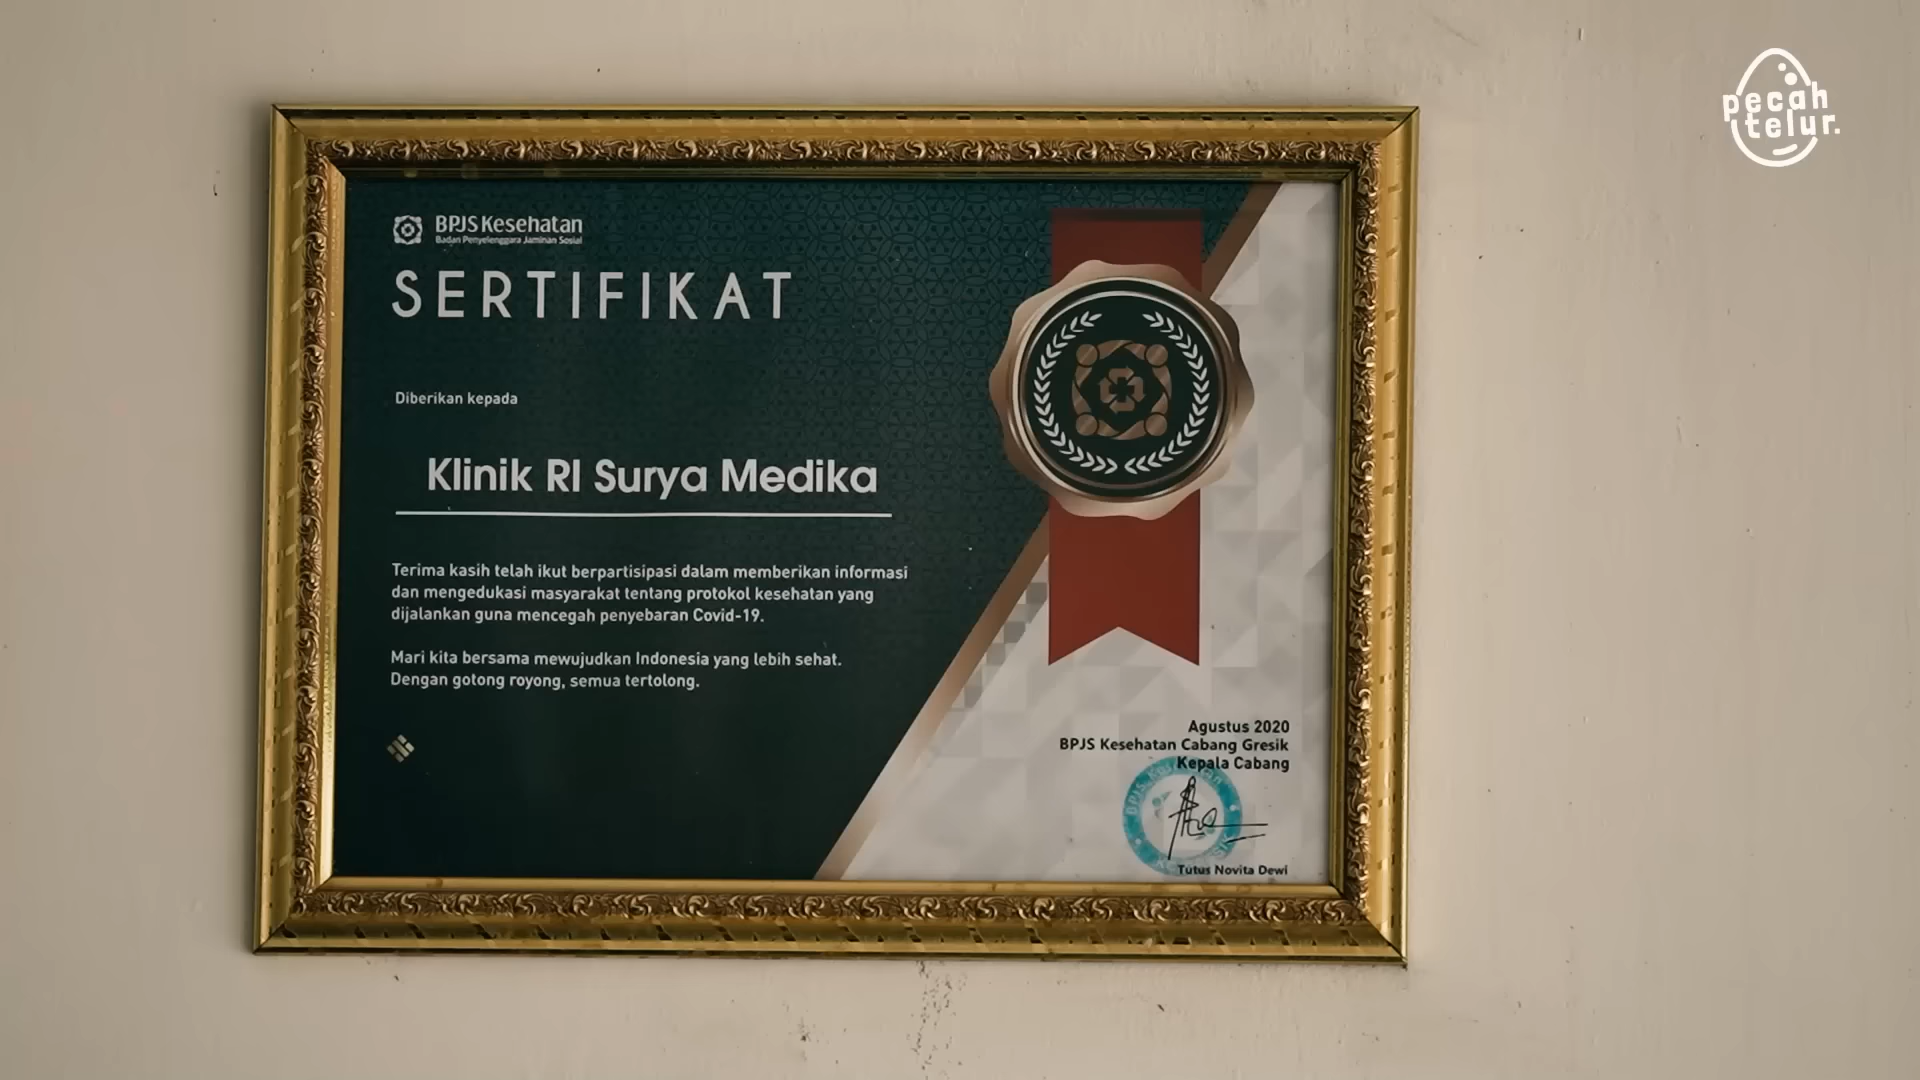 pecah
telur.
BPJS Kesehatan
Badan Penyelenggara Jaminan Sosial
SERTIFIKAT
Diberikan kepada
Klinik RI Surya Medika
Terima kasih telah ikut berpartisipasi dalam memberikan informasi
dan mengedukasi masyarakat tentang protokol kesehatan yang
dijalankan guna mencegah penyebaran Covid-19.
Mari kita bersama mewujudkan Indonesia yang lebih sehat.
Dengan gotong royong, semua tertolong.
Agustus 2020
BPJS Kesehatan Cabang Gresik
Kepala Cabang
BPJS Kesehatan
Tutus Novita Dewi